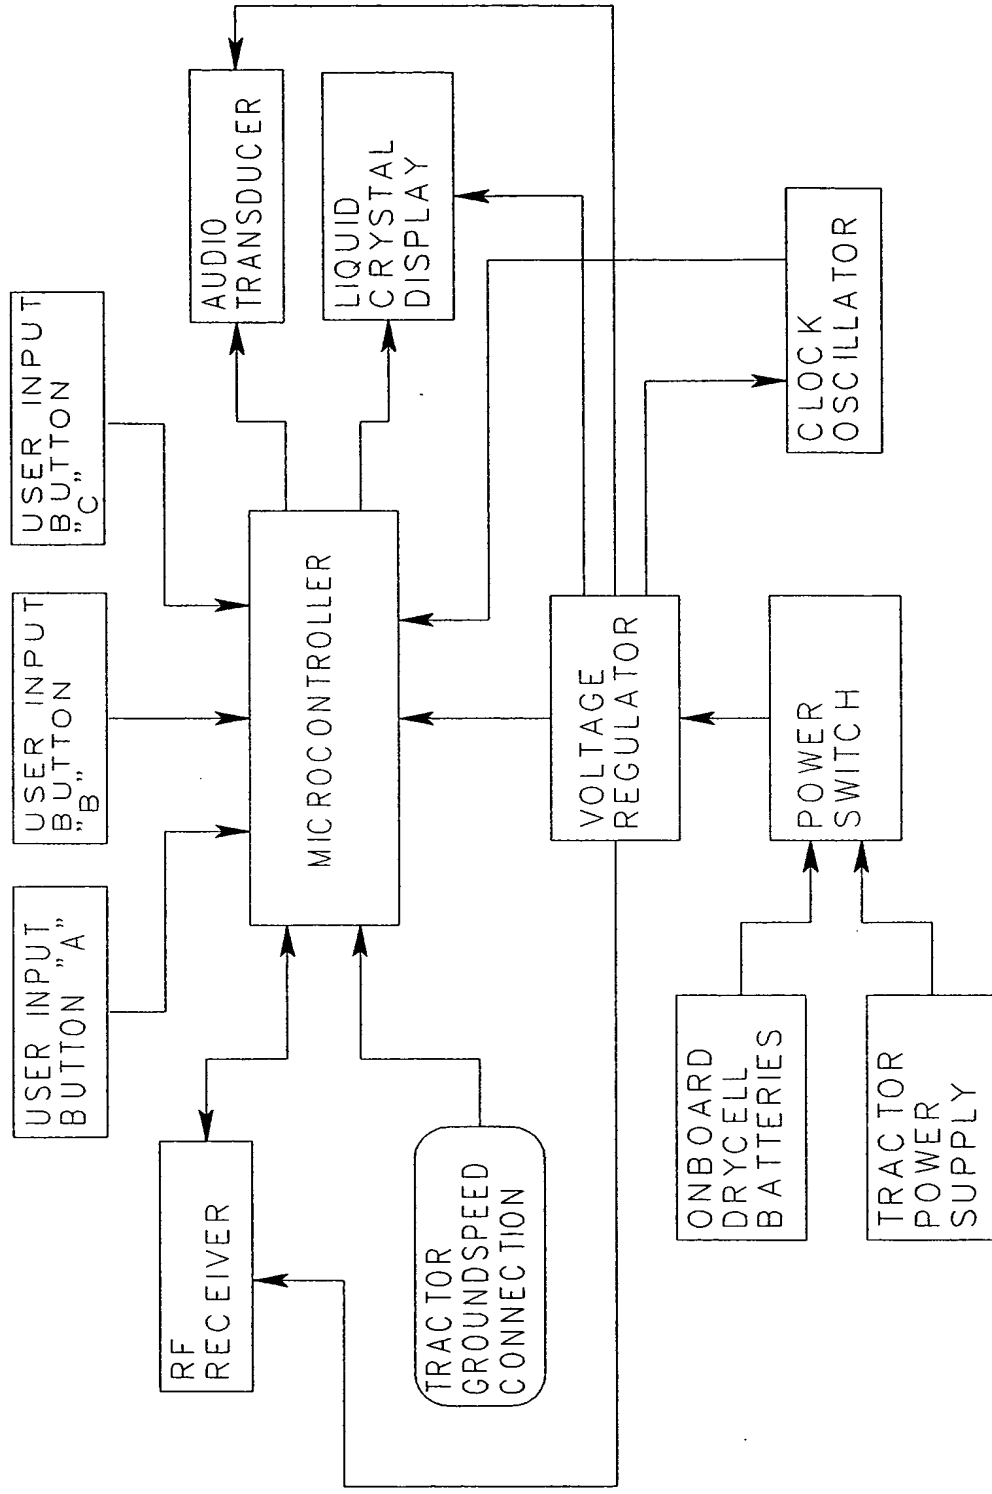 USER INPUT
BUTTON "A"
USER INPUT
BUTTON
"B"
USER INPUT
BUTTON
"C"
RF
RECEIVER
MICROCONTROLLER
AUDIO
TRANSDUCER
LIQUID
CRYSTAL
DISPLAY
TRACTOR
GROUNDSPEED
CONNECTION
VOLTAGE
REGULATOR
ONBOARD
DRYCELL
BATTERIES
TRACTOR
POWER
SUPPLY
POWER
SWITCH
CLOCK
OSCILLATOR